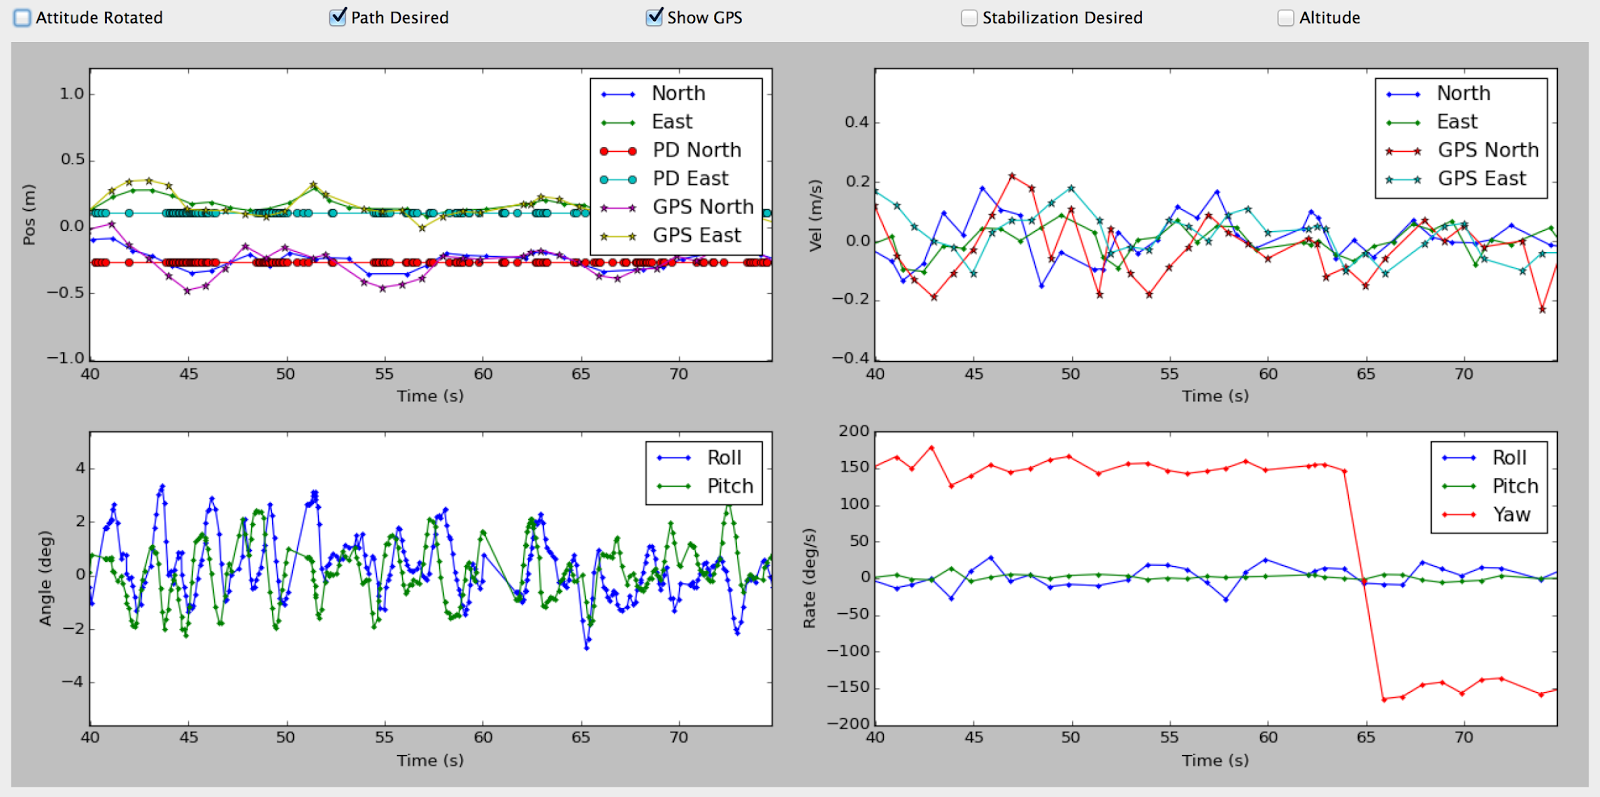 Attitude Rotated
Path Desired
Show GPS
Stabilization Desired
Altitude
1.0
0.5
0.0
−0.5
−1.0
Pos (m)
North
East
PD North
PD East
GPS North
GPS East
40 45 50 55 60 65 70
Time (s)
0.4
0.2
0.0
−0.2
−0.4
Vel (m/s)
North
East
GPS North
GPS East
40 45 50 55 60 65 70
Time (s)
4
2
0
−2
−4
Angle (deg)
Roll
Pitch
40 45 50 55 60 65 70
Time (s)
200
150
100
50
0
−50
−100
−150
−200
Rate (deg/s)
Roll
Pitch
Yaw
40 45 50 55 60 65 70
Time (s)